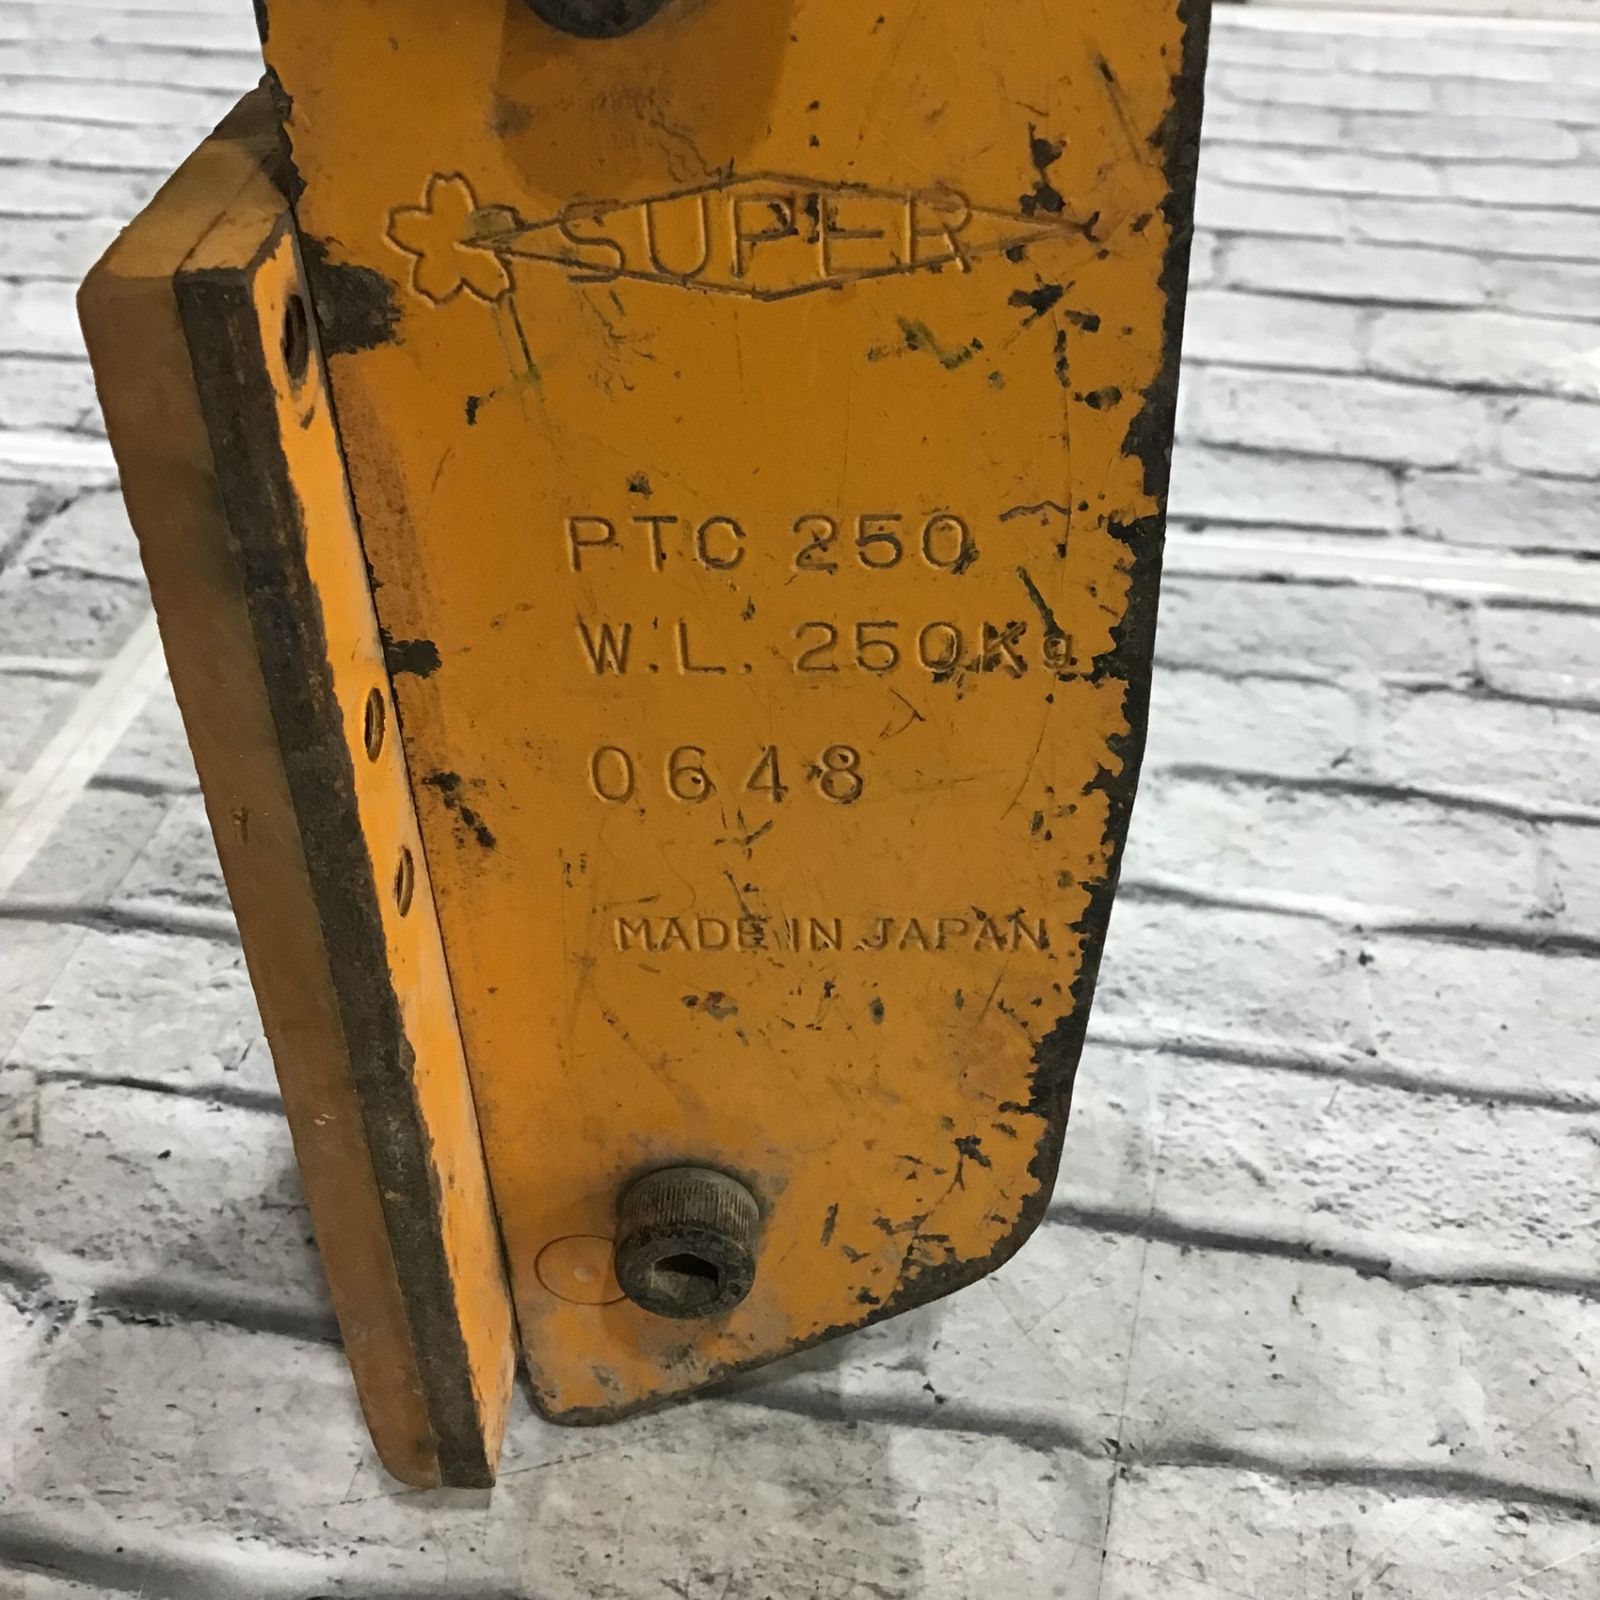 SUPER
PTC 250
W.L. 250Kg
0648
MADE IN JAPAN